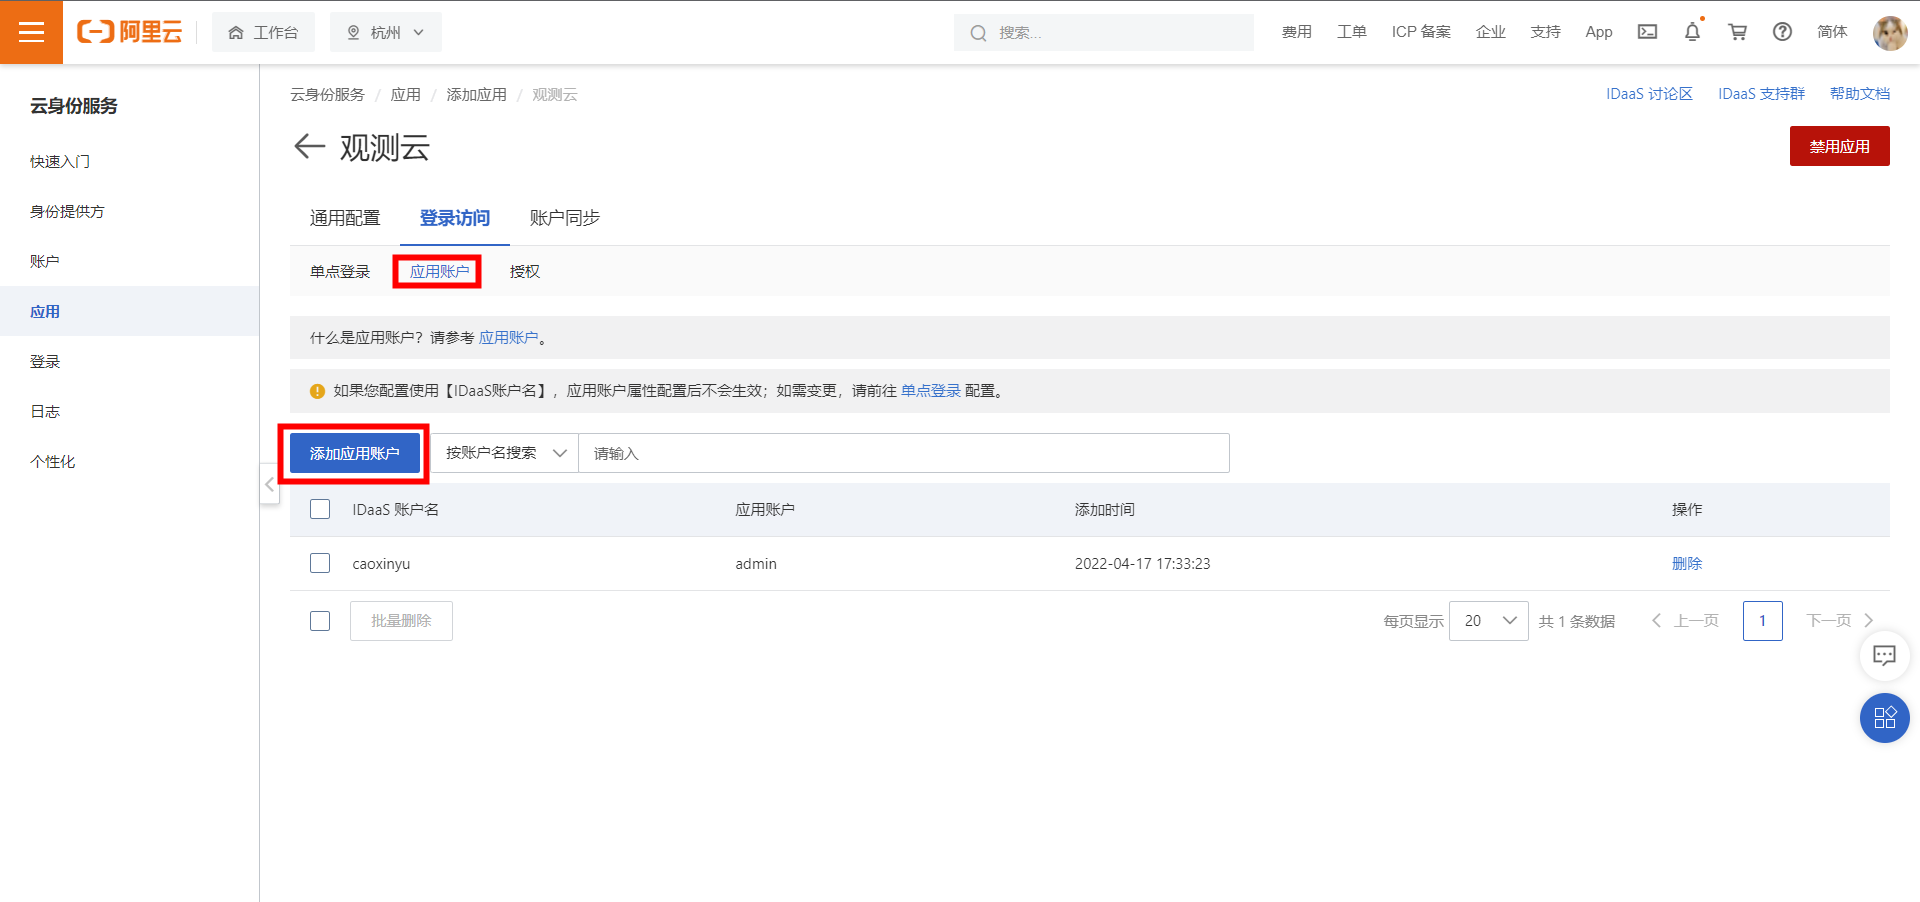 阿里云
工作台
杭州
搜索...
费用
工单
ICP 备案
企业
支持
App
简体
云身份服务
快速入门
身份提供方
账户
应用
登录
日志
个性化
云身份服务 / 应用 / 添加应用 / 观测云
IDaaS 讨论区
IDaaS 支持群
帮助文档
观测云
禁用应用
通用配置
登录访问
账户同步
单点登录
应用账户
授权
什么是应用账户？请参考 应用账户。
如果您配置使用【IDaaS账户名】，应用账户属性配置后不会生效；如需变更，请前往 单点登录 配置。
添加应用账户
按账户名搜索
请输入
IDaaS 账户名
应用账户
添加时间
操作
caoxinyu
admin
2022-04-17 17:33:23
删除
批量删除
每页显示
20
共 1 条数据
上一页
1
下一页